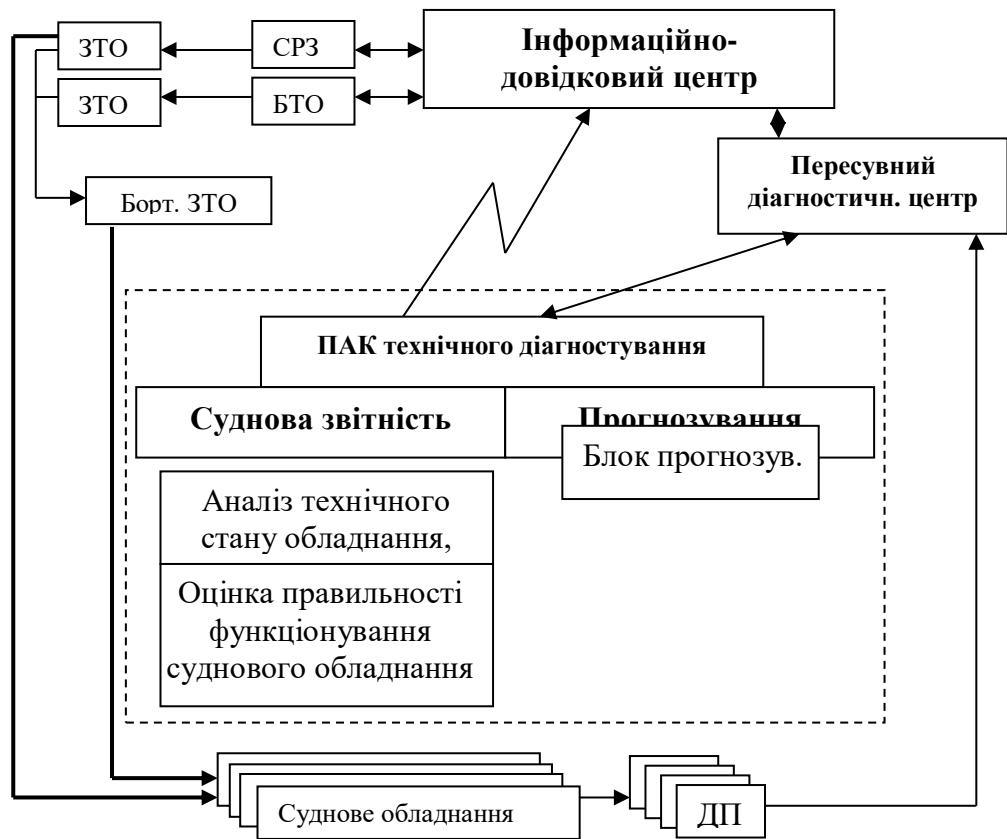 ЗТО
СРЗ
Інформаційно-
довідковий центр
ЗТО
БТО
Пересувний
діагностичн. центр
Борт. ЗТО
ПАК технічного діагностування
Суднова звітність
Прогнозування
Блок прогнозув.
Аналіз технічного
стану обладнання,
Оцінка правильності
функціонування
суднового обладнання
Суднове обладнання
ДП